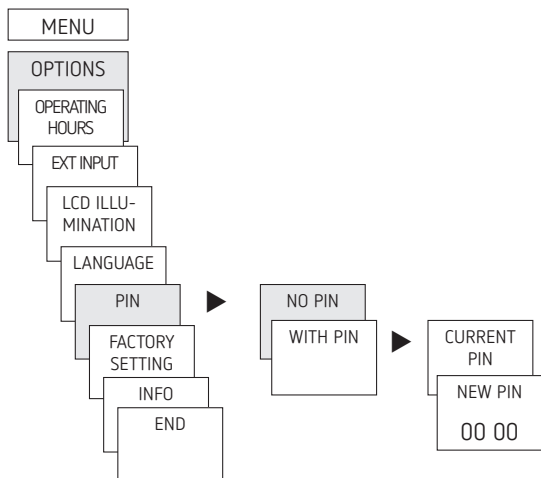 MENU
OPTIONS
OPERATING
HOURS
EXT INPUT
LCD ILLU-
MINATION
LANGUAGE
PIN
FACTORY
SETTING
INFO
END
NO PIN
WITH PIN
CURRENT
PIN
NEW PIN
00 00